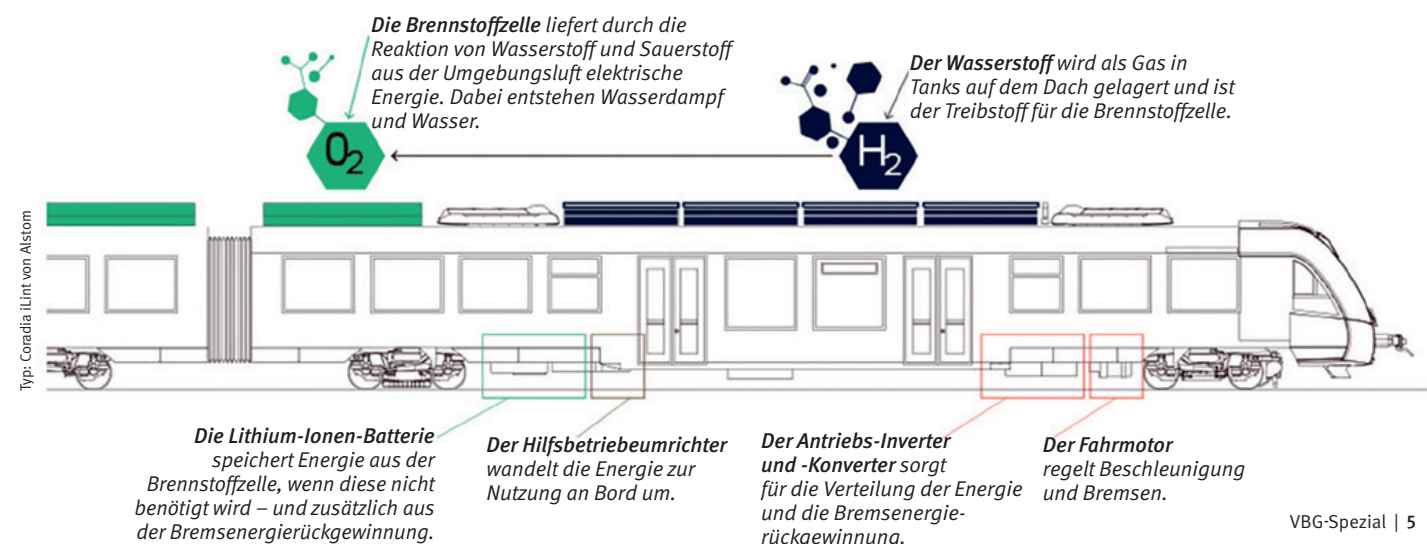 Die Brennstoffzelle liefert durch die
Reaktion von Wasserstoff und Sauerstoff
aus der Umgebungsluft elektrische
Energie. Dabei entstehen Wasserdampf
und Wasser.
Der Wasserstoff wird als Gas in
Tanks auf dem Dach gelagert und ist
der Treibstoff für die Brennstoffzelle.
O2
H2
Typ: Coradia iLint von Alstom
Die Lithium-Ionen-Batterie
speichert Energie aus der
Brennstoffzelle, wenn diese nicht
benötigt wird – und zusätzlich aus
der Bremsenergierückgewinnung.
Der Hilfsbetriebeumrichter
wandelt die Energie zur
Nutzung an Bord um.
Der Antriebs-Inverter
und -Konverter sorgt
für die Verteilung der Energie
und die Bremsenergie-
rückgewinnung.
Der Fahrmotor
regelt Beschleunigung
und Bremsen.
VBG-Spezial | 5